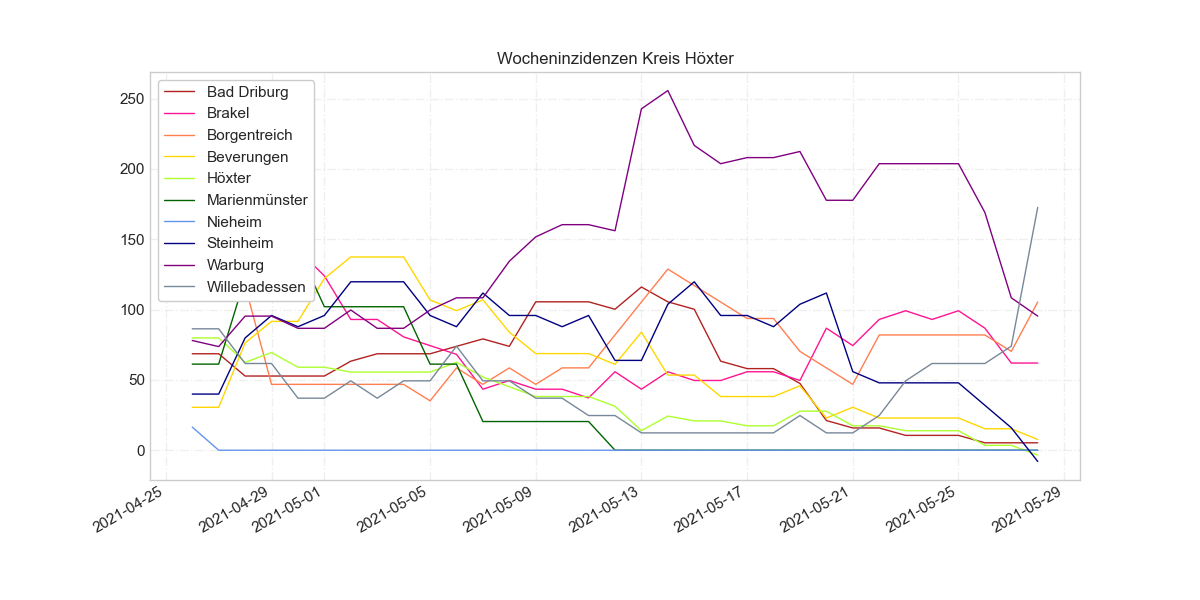 Wocheninzidenzen Kreis Höxter
250
200
150
100
50
0
Bad Driburg
Brakel
Borgentreich
Beverungen
Höxter
Marienmünster
Nieheim
Steinheim
Warburg
Willebadessen
2021-04-25
2021-04-29
2021-05-01
2021-05-05
2021-05-09
2021-05-13
2021-05-17
2021-05-21
2021-05-25
2021-05-29